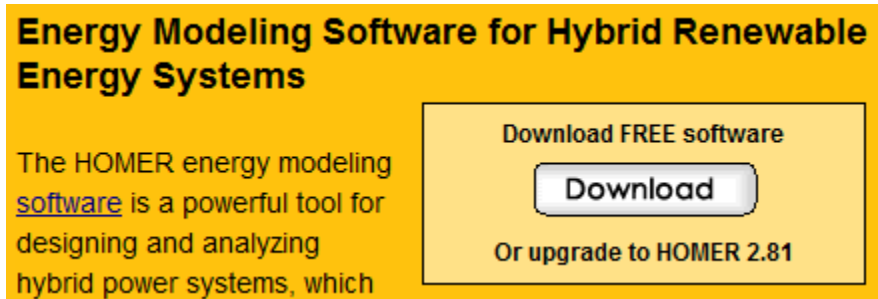 Energy Modeling Software for Hybrid Renewable
Energy Systems
The HOMER energy modeling
software is a powerful tool for
designing and analyzing
hybrid power systems, which
Download FREE software
Download
Or upgrade to HOMER 2.81